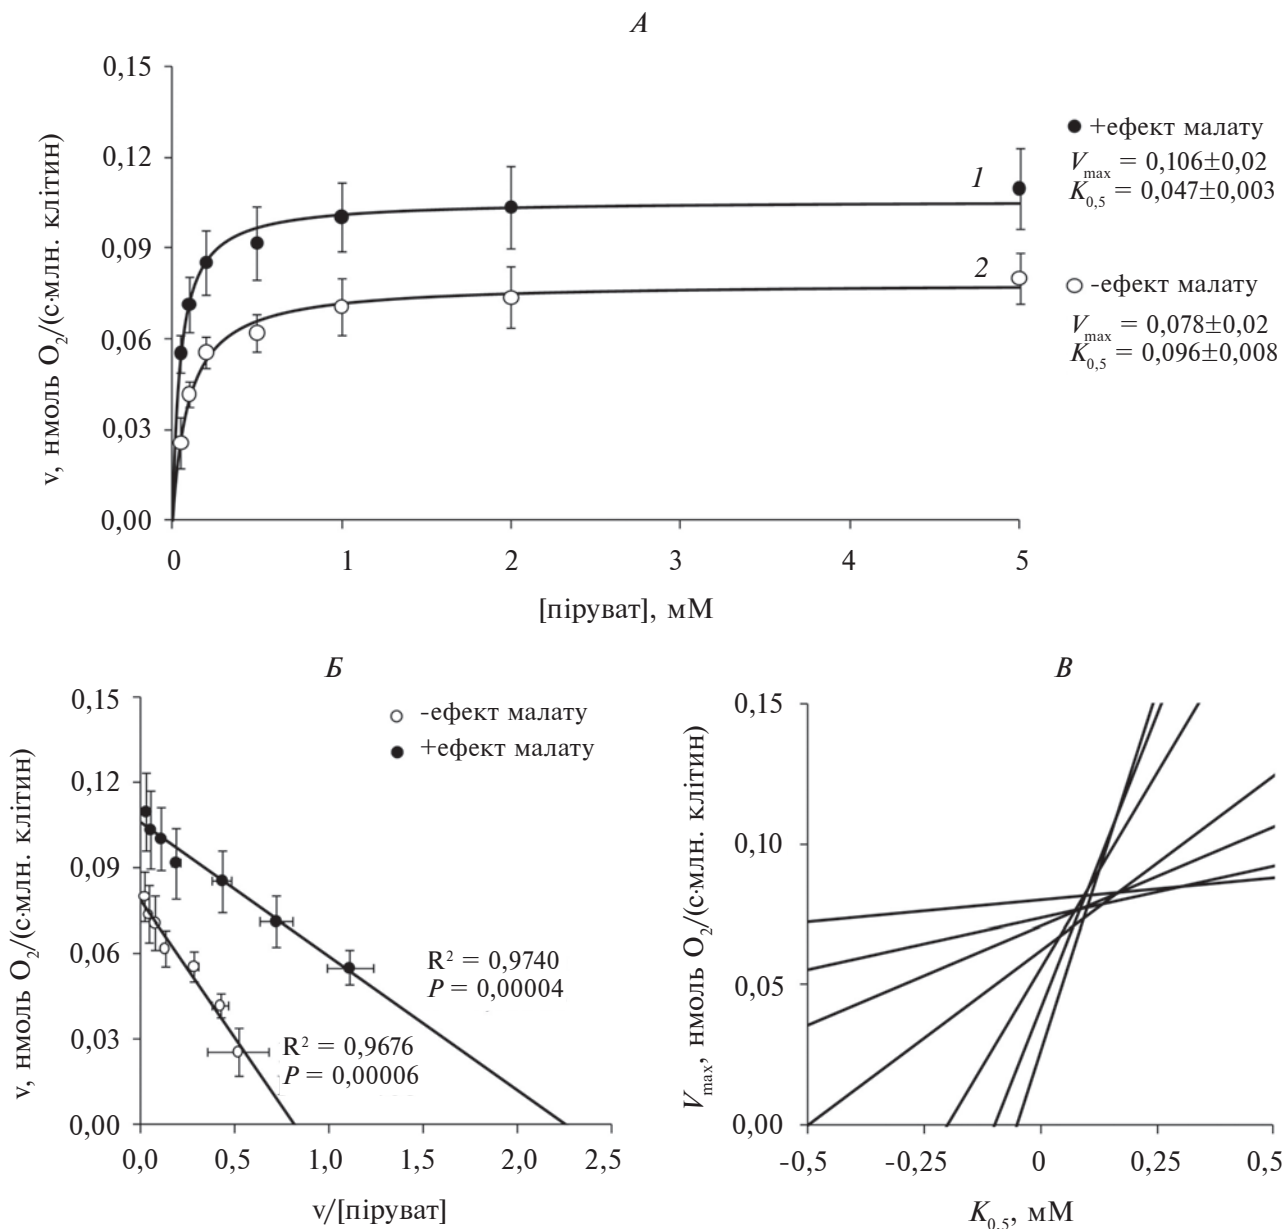 А
0,15
0,12
0,09
0,06
0,03
0,00
v, нмоль O₂/(с·млн. клітин)
0
1
2
3
4
5
[піруват], мМ
1
2
+ефект малату
V_max = 0,106±0,02
K_0,5 = 0,047±0,003
-ефект малату
V_max = 0,078±0,02
K_0,5 = 0,096±0,008
Б
0,15
0,12
0,09
0,06
0,03
0,00
v, нмоль O₂/(с·млн. клітин)
-ефект малату
+ефект малату
R² = 0,9740
P = 0,00004
R² = 0,9676
P = 0,00006
0,0
0,5
1,0
1,5
2,0
2,5
v/[піруват]
В
0,15
0,10
0,05
0,00
V_max, нмоль O₂/(с·млн. клітин)
-0,5
-0,25
0
0,25
0,5
K_0,5, мМ